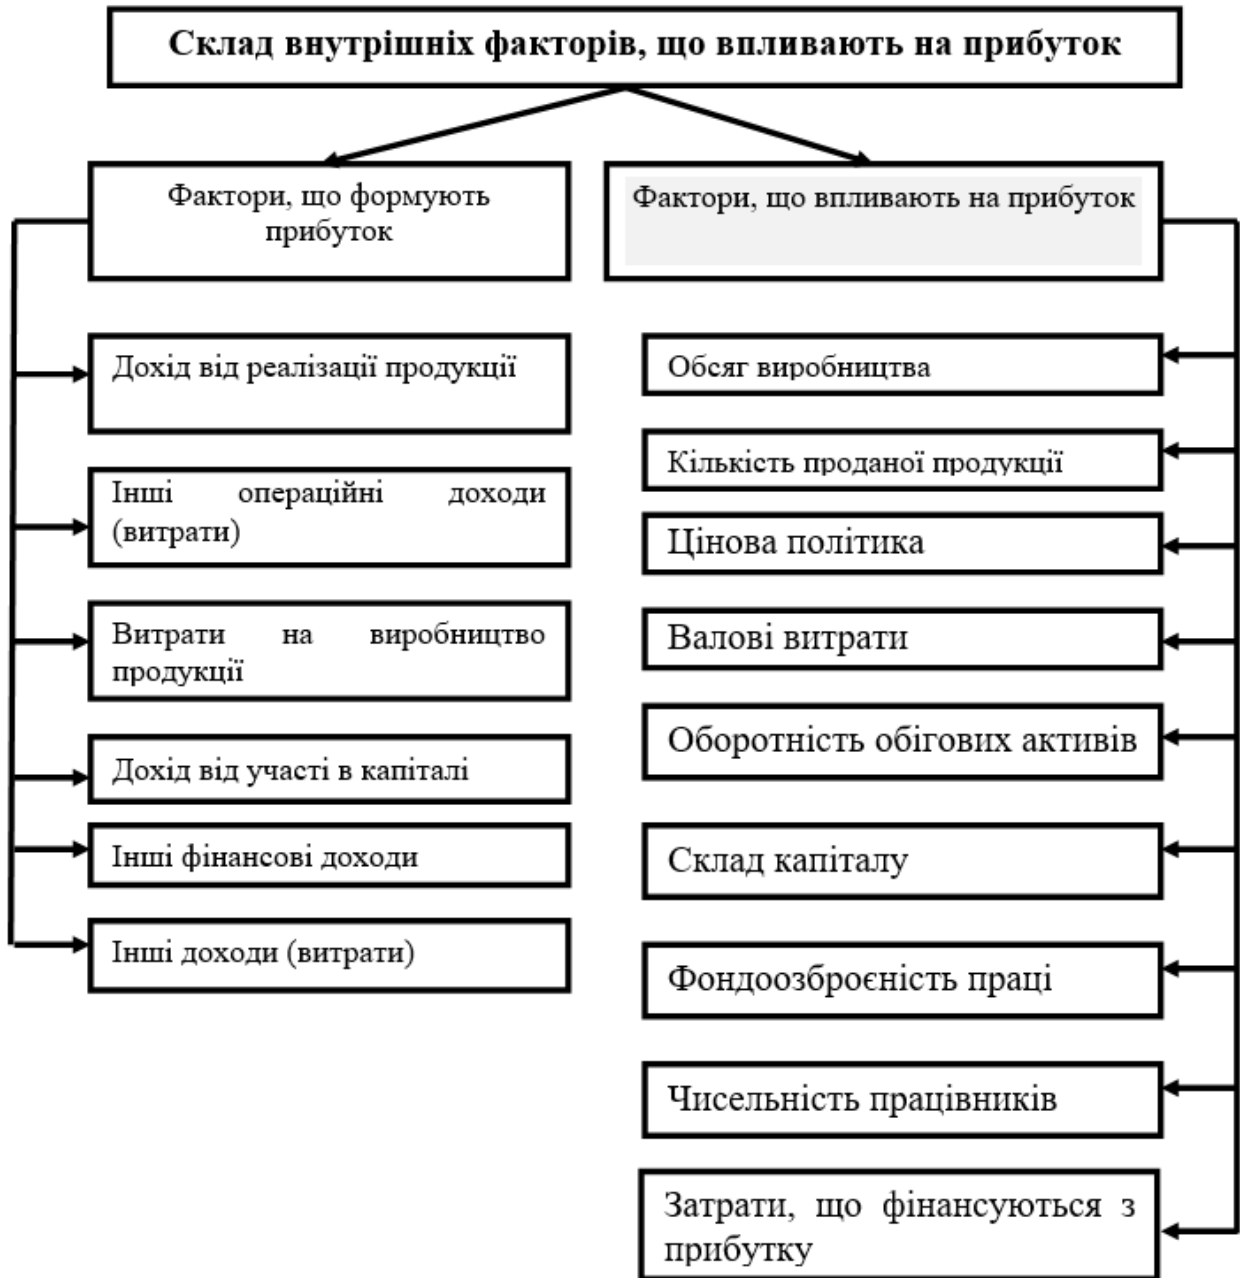 Склад внутрішніх факторів, що впливають на прибуток
Фактори, що формують
прибуток
Фактори, що впливають на прибуток
Дохід від реалізації продукції
Інші операційні доходи
(витрати)
Витрати на виробництво
продукції
Дохід від участі в капіталі
Інші фінансові доходи
Інші доходи (витрати)
Обсяг виробництва
Кількість проданої продукції
Цінова політика
Валові витрати
Оборотність обігових активів
Склад капіталу
Фондоозброєність праці
Чисельність працівників
Затрати, що фінансуються з
прибутку